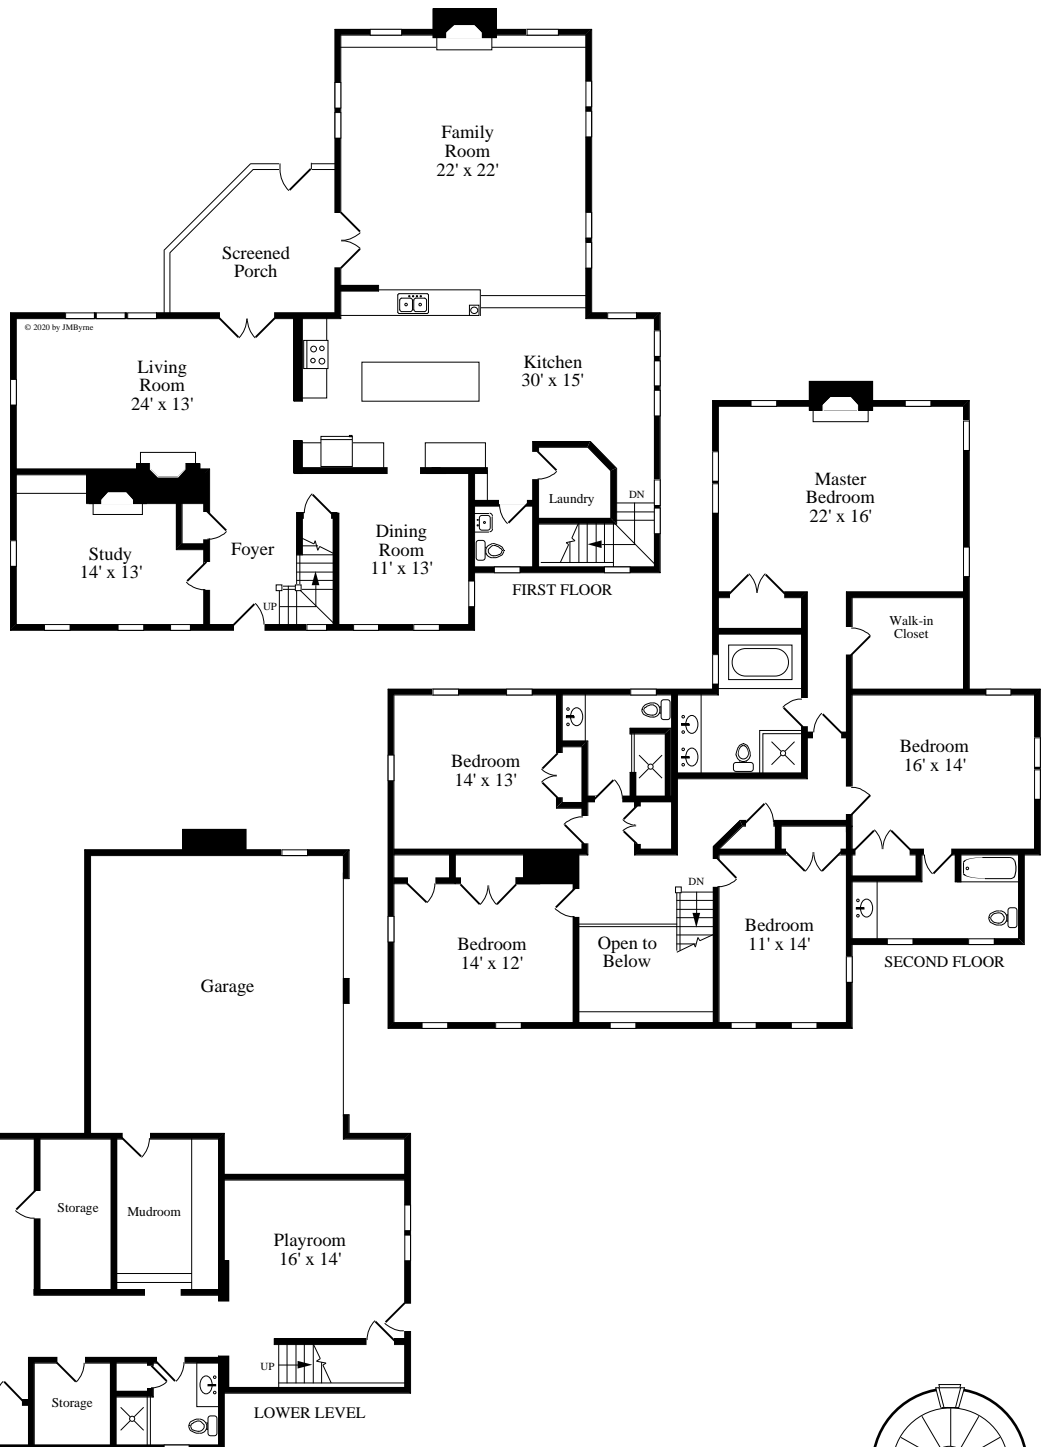 Family
Room
22' x 22'
Screened
Porch
© 2020 by JMByrne
Living
Room
24' x 13'
Kitchen
30' x 15'
Laundry
DN
Study
14' x 13'
Foyer
Dining
Room
11' x 13'
UP
FIRST FLOOR
Master
Bedroom
22' x 16'
Walk-in
Closet
Bedroom
14' x 13'
Bedroom
16' x 14'
DN
Bedroom
14' x 12'
Open to
Below
Bedroom
11' x 14'
SECOND FLOOR
Garage
Storage
Mudroom
Playroom
16' x 14'
UP
Storage
LOWER LEVEL